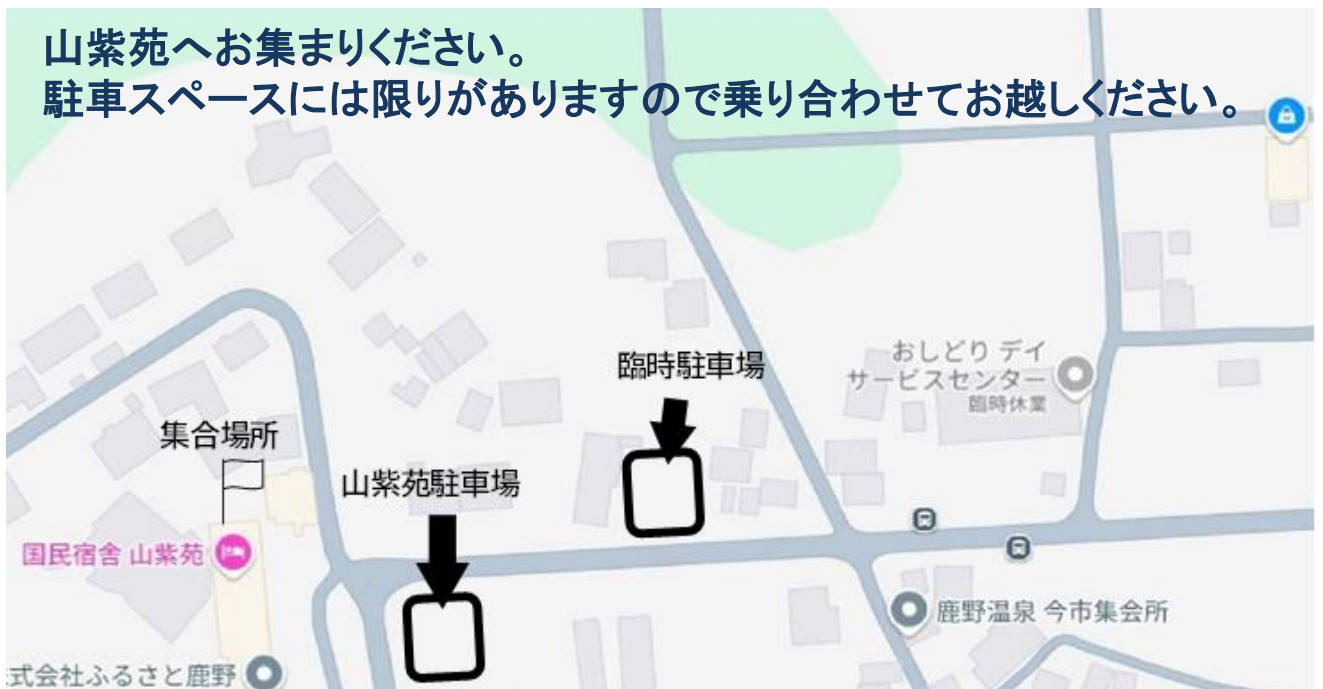 山紫苑へお集まりください。
駐車スペースには限りがありますので乗り合わせてお越しください。
臨時駐車場
おしどり デイ
サービスセンター
臨時休業
集合場所
山紫苑駐車場
国民宿舎 山紫苑
鹿野温泉 今市集会所
式会社ふるさと鹿野